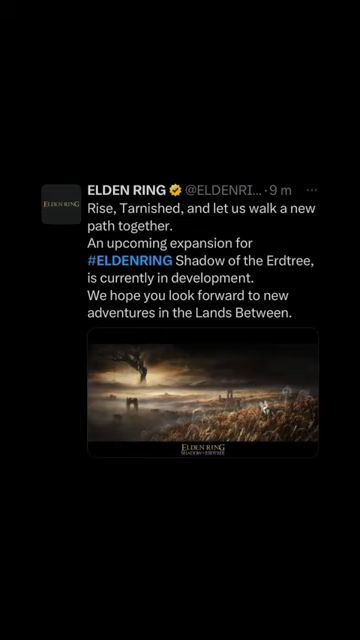 ELDEN RING
ELDEN RING @ELDENRI... · 9 m ...
Rise, Tarnished, and let us walk a new
path together.
An upcoming expansion for
#ELDENRING Shadow of the Erdtree,
is currently in development.
We hope you look forward to new
adventures in the Lands Between.
ELDEN RING
SHADOW OF THE ERDTREE